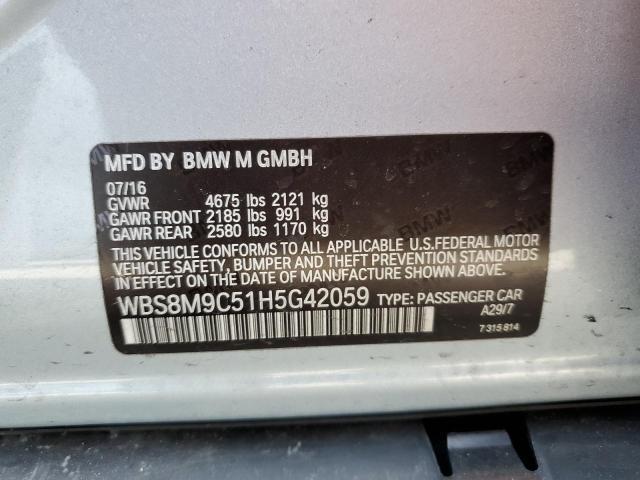 MFD BY BMW M GMBH
07/16
GVWR 4675 lbs 2121 kg
GAWR FRONT 2185 lbs 991 kg
GAWR REAR 2580 lbs 1170 kg
THIS VEHICLE CONFORMS TO ALL APPLICABLE U.S.FEDERAL MOTOR
VEHICLE SAFETY, BUMPER AND THEFT PREVENTION STANDARDS
IN EFFECT ON THE DATE OF MANUFACTURE SHOWN ABOVE.
WBS8M9C51H5G42059 TYPE: PASSENGER CAR
A29/7
7 315 814
BMW
BMW